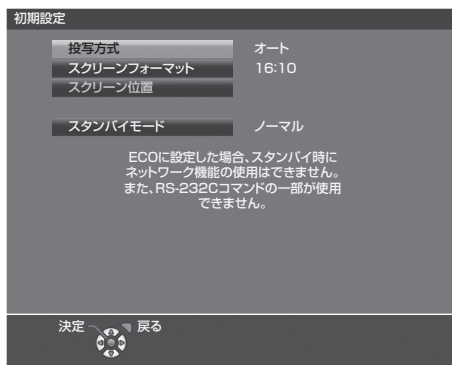 初期設定
投写方式 オート
スクリーンフォーマット 16:10
スクリーン位置
スタンバイモード ノーマル
ECOに設定した場合、スタンバイ時に
ネットワーク機能の使用はできません。
また、RS-232Cコマンドの一部が使用
できません。
決定 戻る